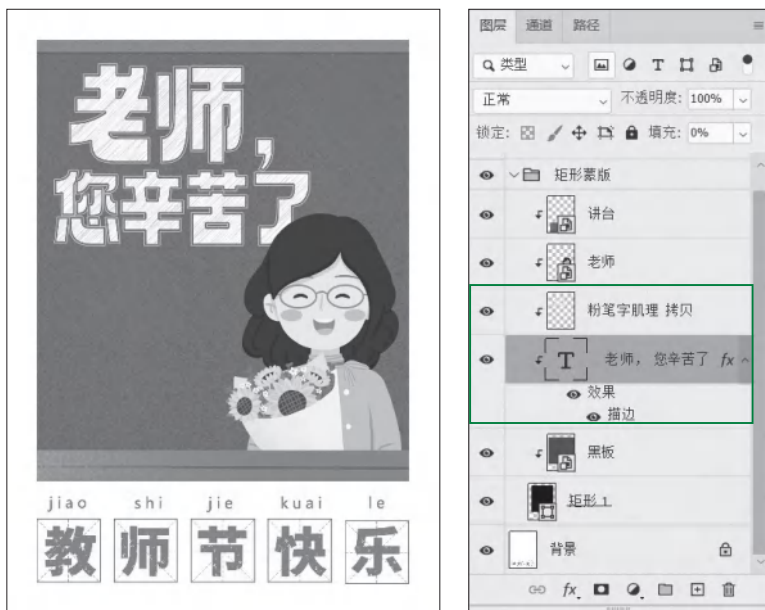 老师，
您辛苦了
jiao shi jie kuai le
教师节快乐
图层 通道 路径
类型
正常 不透明度: 100%
锁定: 填充: 0%
矩形蒙版
讲台
老师
粉笔字肌理 拷贝
T 老师， 您辛苦了 fx
效果
描边
黑板
矩形 1
背景
fx